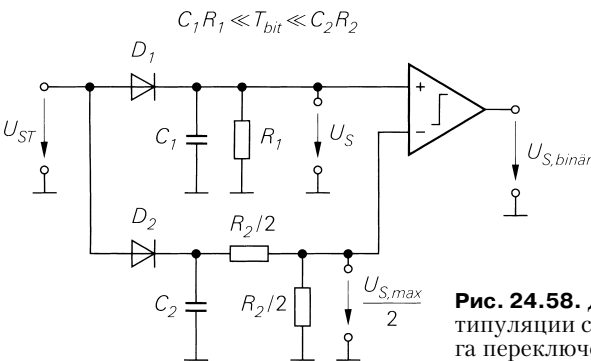 C₁R₁ ≪ T_bit ≪ C₂R₂
D₁
+
U_ST
C₁
R₁
U_S
−
U_S,binär
D₂
R₂/2
C₂
R₂/2
U_S,max
2
Рис. 24.58.
типуляции с
га переключе